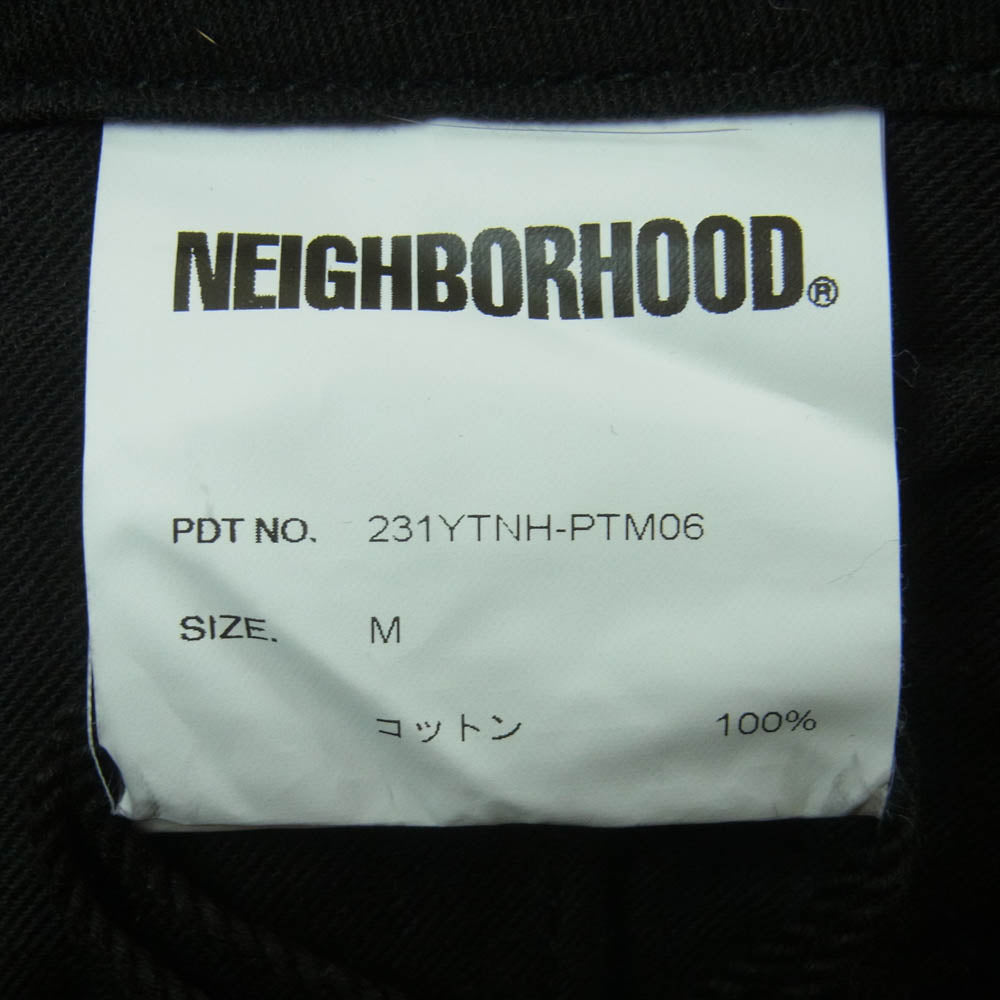 NEIGHBORHOOD®
PDT NO. 231YTNH-PTM06
SIZE. M
コットン 100%